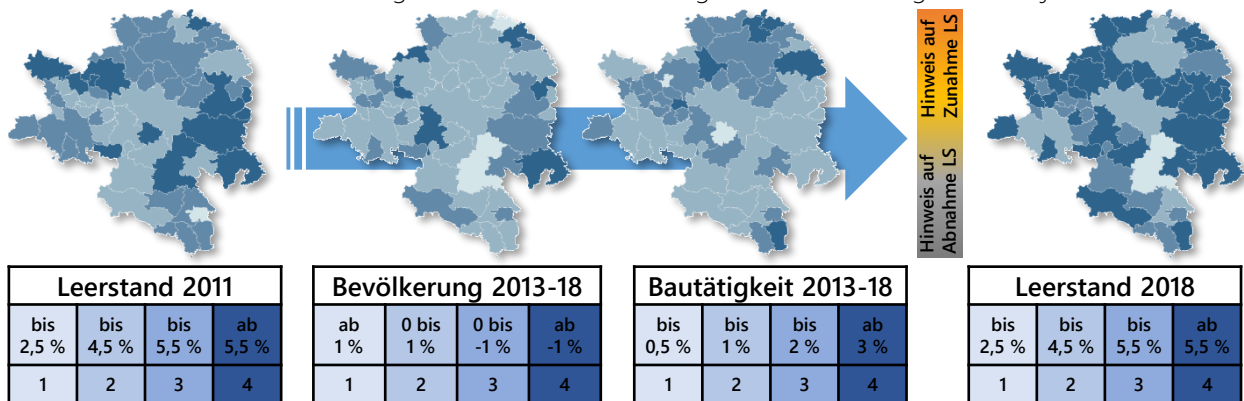 Hinweis auf
Zunahme LS
Hinweis auf
Abnahme LS
Leerstand 2011
bis
2,5 %
bis
4,5 %
bis
5,5 %
ab
5,5 %
1
2
3
4
Bevölkerung 2013-18
ab
1 %
0 bis
1 %
0 bis
-1 %
ab
-1 %
1
2
3
4
Bautätigkeit 2013-18
bis
0,5 %
bis
1 %
bis
2 %
ab
3 %
1
2
3
4
Leerstand 2018
bis
2,5 %
bis
4,5 %
bis
5,5 %
ab
5,5 %
1
2
3
4